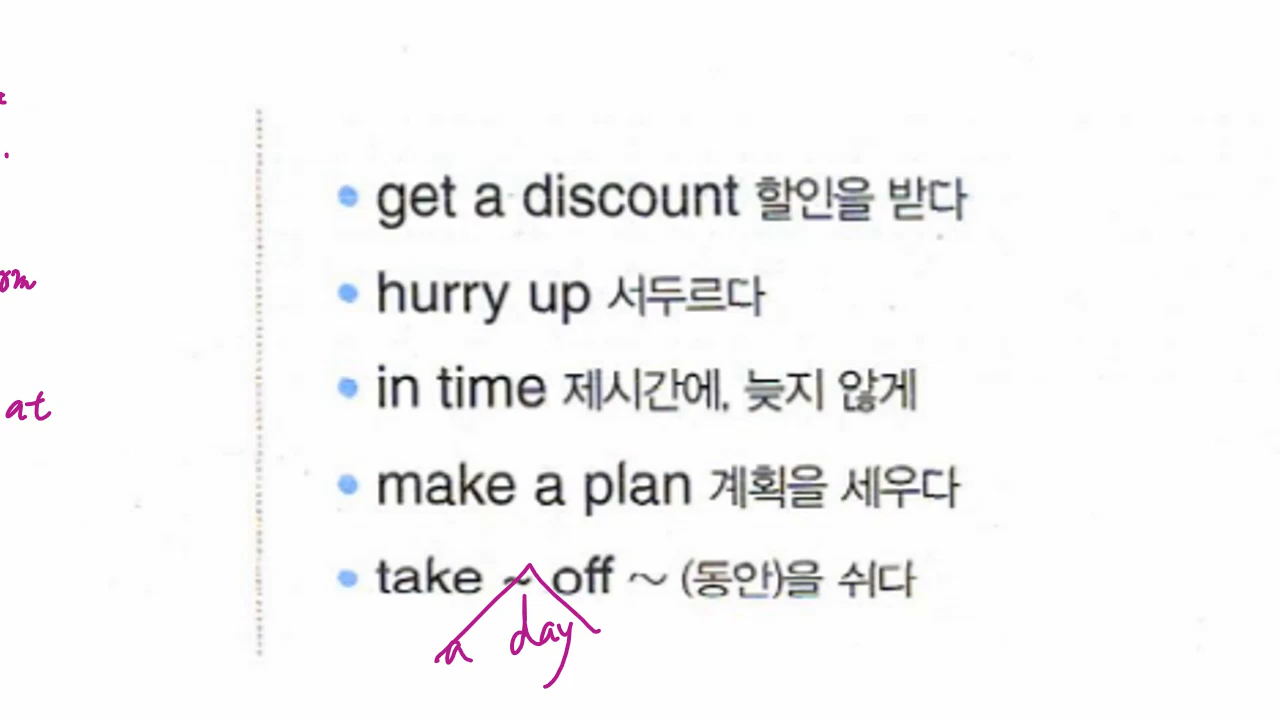 get a discount 할인을 받다
hurry up 서두르다
in time 제시간에, 늦지 않게
at
make a plan 계획을 세우다
take ~ off ~ (동안)을 쉬다
a day